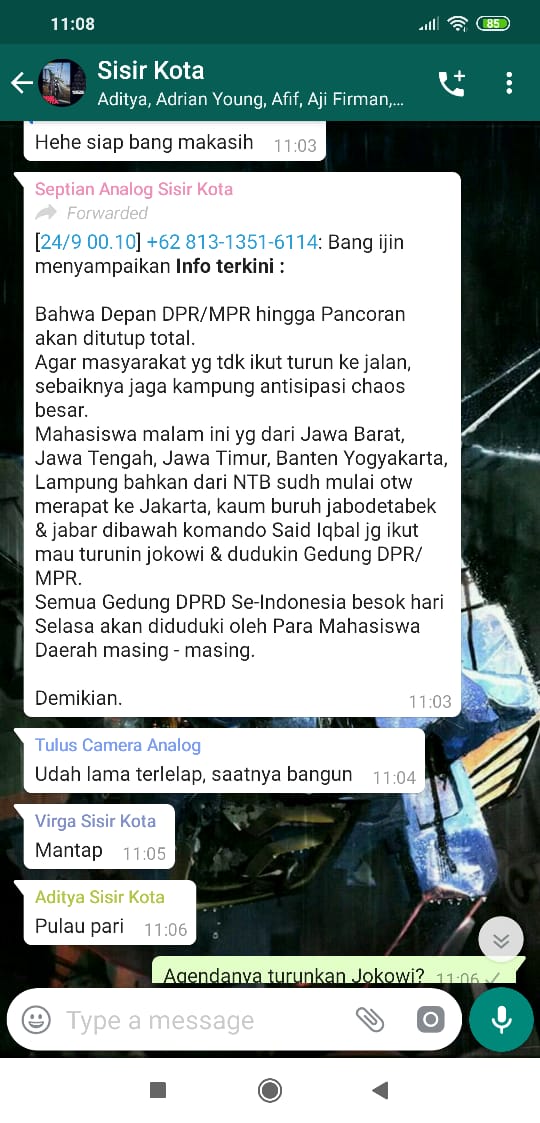 11:08
85
Sisir Kota
Aditya, Adrian Young, Afif, Aji Firman,...
Hehe siap bang makasih 11:03
Septian Analog Sisir Kota
Forwarded
[24/9 00.10] +62 813-1351-6114: Bang ijin
menyampaikan Info terkini :
Bahwa Depan DPR/MPR hingga Pancoran
akan ditutup total.
Agar masyarakat yg tdk ikut turun ke jalan,
sebaiknya jaga kampung antisipasi chaos
besar.
Mahasiswa malam ini yg dari Jawa Barat,
Jawa Tengah, Jawa Timur, Banten Yogyakarta,
Lampung bahkan dari NTB sudh mulai otw
merapat ke Jakarta, kaum buruh jabodetabek
& jabar dibawah komando Said Iqbal jg ikut
mau turunin jokowi & dudukin Gedung DPR/
MPR.
Semua Gedung DPRD Se-Indonesia besok hari
Selasa akan diduduki oleh Para Mahasiswa
Daerah masing - masing.
Demikian. 11:03
Tulus Camera Analog
Udah lama terlelap, saatnya bangun 11:04
Virga Sisir Kota
Mantap 11:05
Aditya Sisir Kota
Pulau pari 11:06
Agendanya turunkan Jokowi? 11:06
Type a message